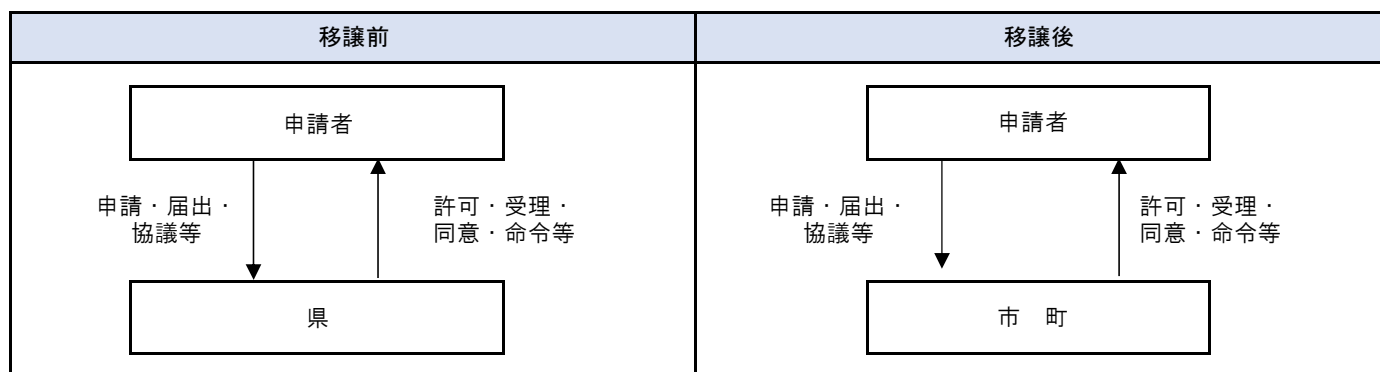 移譲前
移譲後
申請者
申請・届出・
協議等
許可・受理・
同意・命令等
県
申請者
申請・届出・
協議等
許可・受理・
同意・命令等
市　町